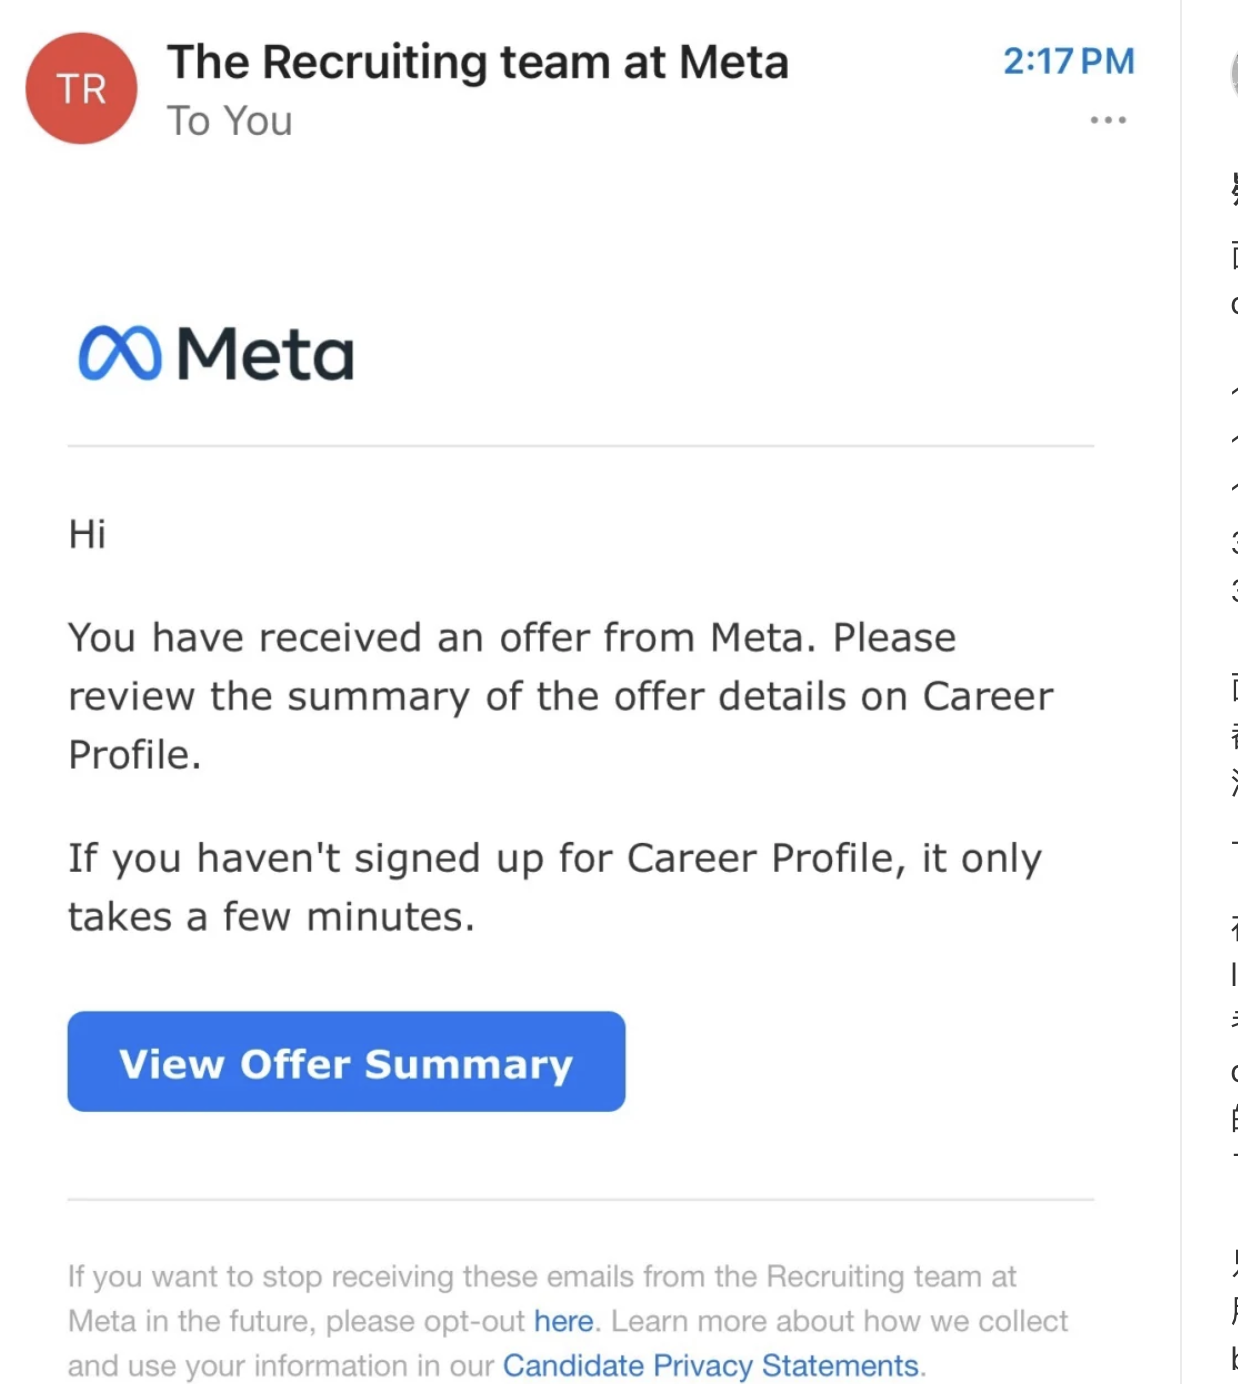 TR
The Recruiting team at Meta
2:17 PM
To You
Meta
Hi
You have received an offer from Meta. Please
review the summary of the offer details on Career
Profile.
If you haven't signed up for Career Profile, it only
takes a few minutes.
View Offer Summary
If you want to stop receiving these emails from the Recruiting team at
Meta in the future, please opt-out here. Learn more about how we collect
and use your information in our Candidate Privacy Statements.